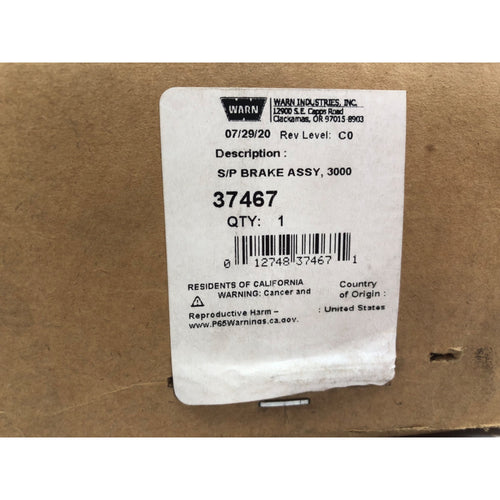 WARN
WARN INDUSTRIES, INC.
12900 S.E. Capps Road
Clackamas, OR 97015-8903
07/29/20 Rev Level: C0
Description :
S/P BRAKE ASSY, 3000
37467
QTY: 1
0 12748 37467 1
RESIDENTS OF CALIFORNIA
WARNING: Cancer and
Reproductive Harm –
www.P65Warnings.ca.gov.
Country
of Origin :
: United States